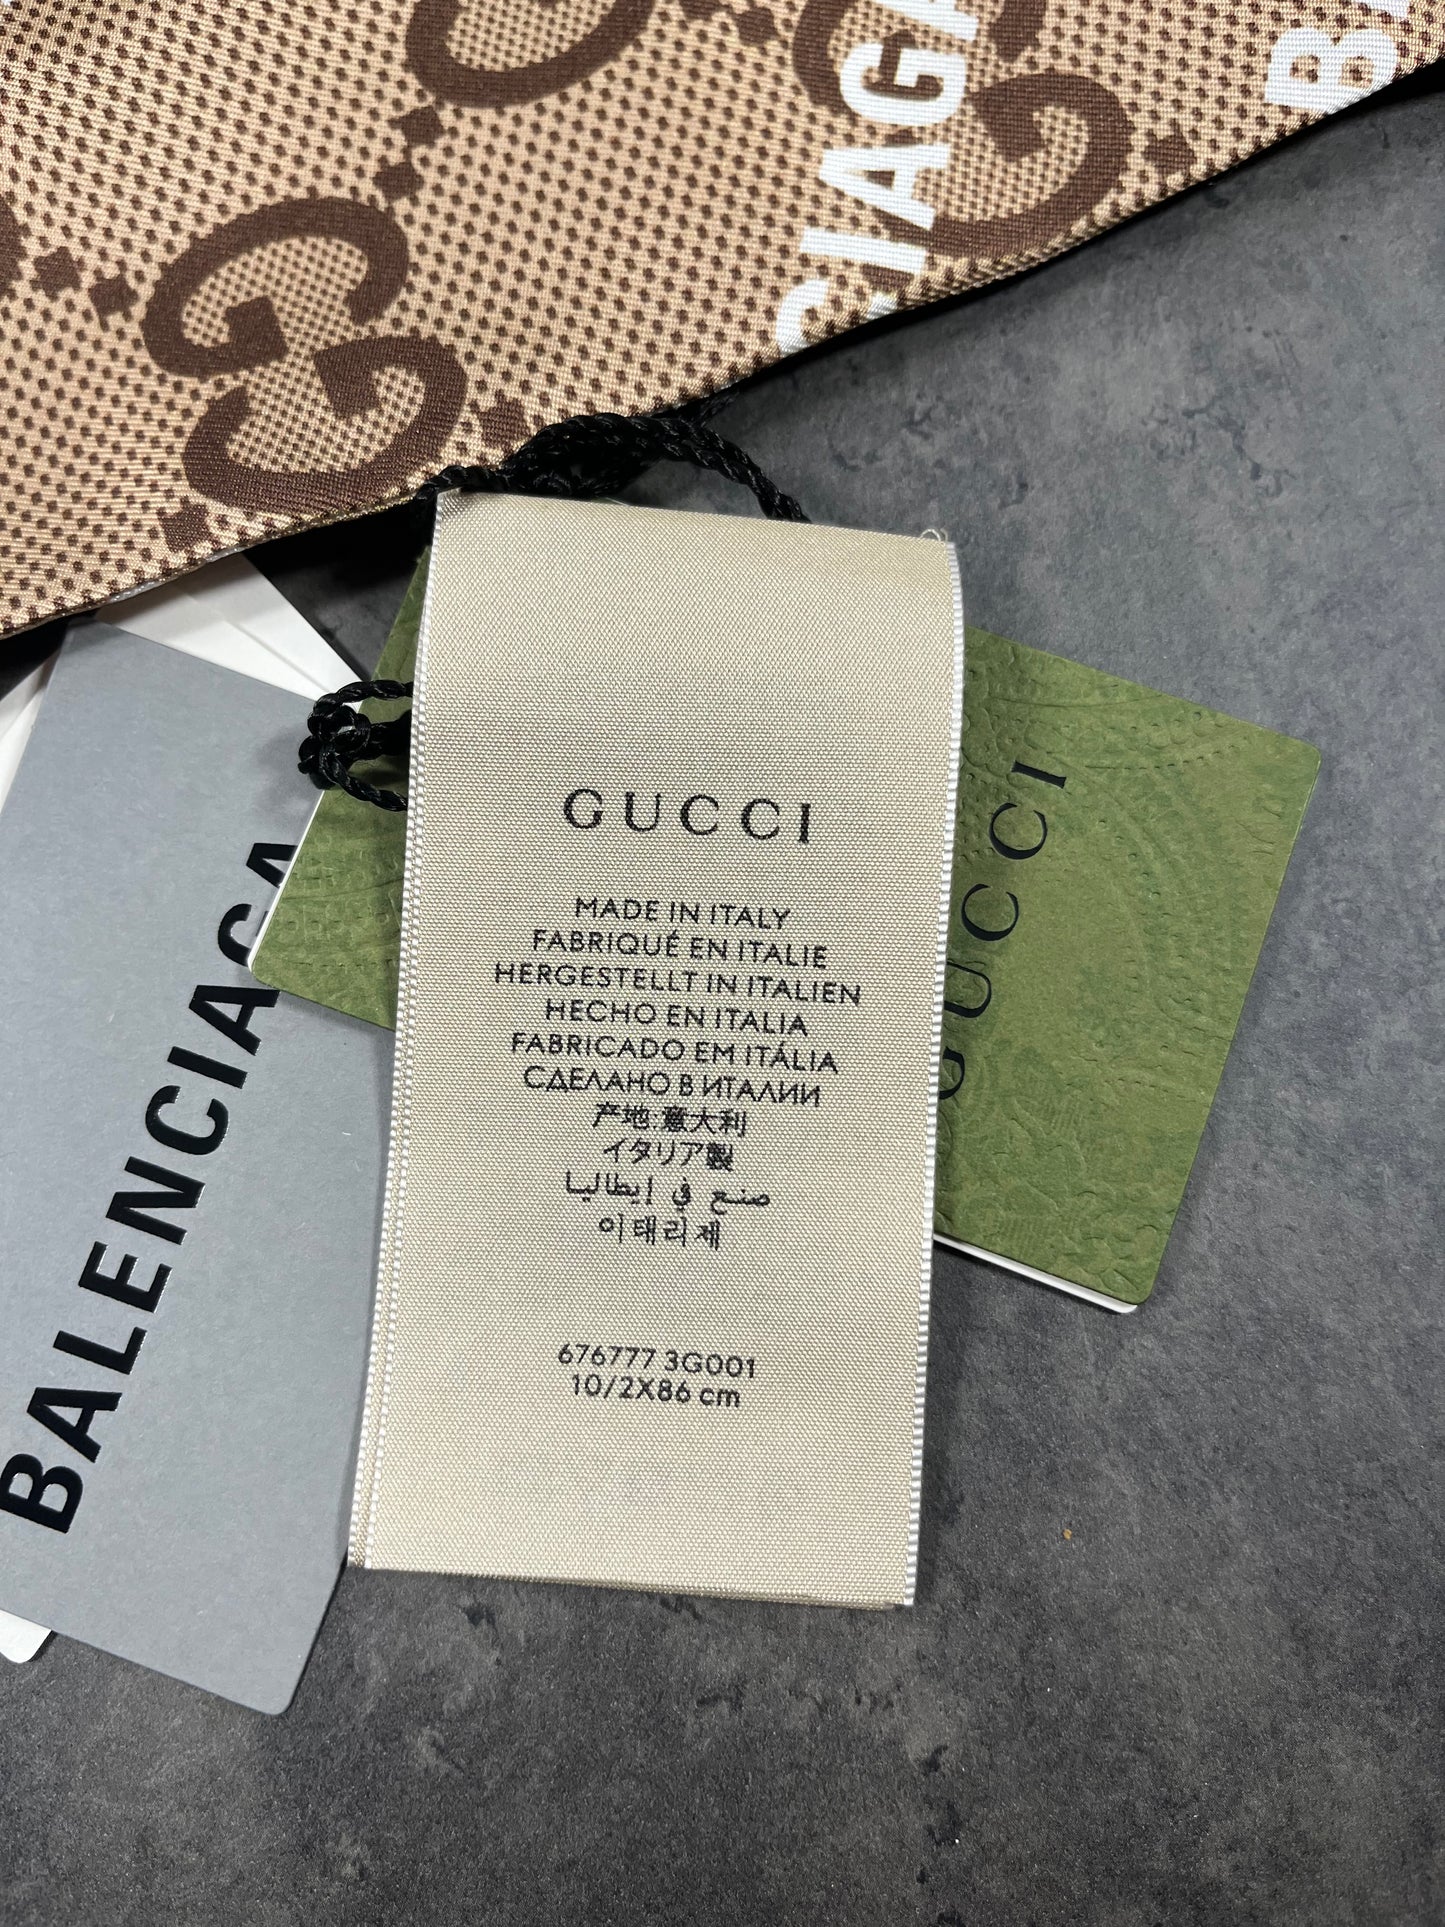 CIAGA
B
GUCCI
MADE IN ITALY
FABRIQUÉ EN ITALIE
HERGESTELLT IN ITALIEN
HECHO EN ITALIA
FABRICADO EM ITÁLIA
СДЕЛАНО В ИТАЛИИ
产地:意大利
イタリア製
صنع في إيطاليا
이태리제
676777 3G001
10/2X86 cm
BALENCIAGA
GUCCI